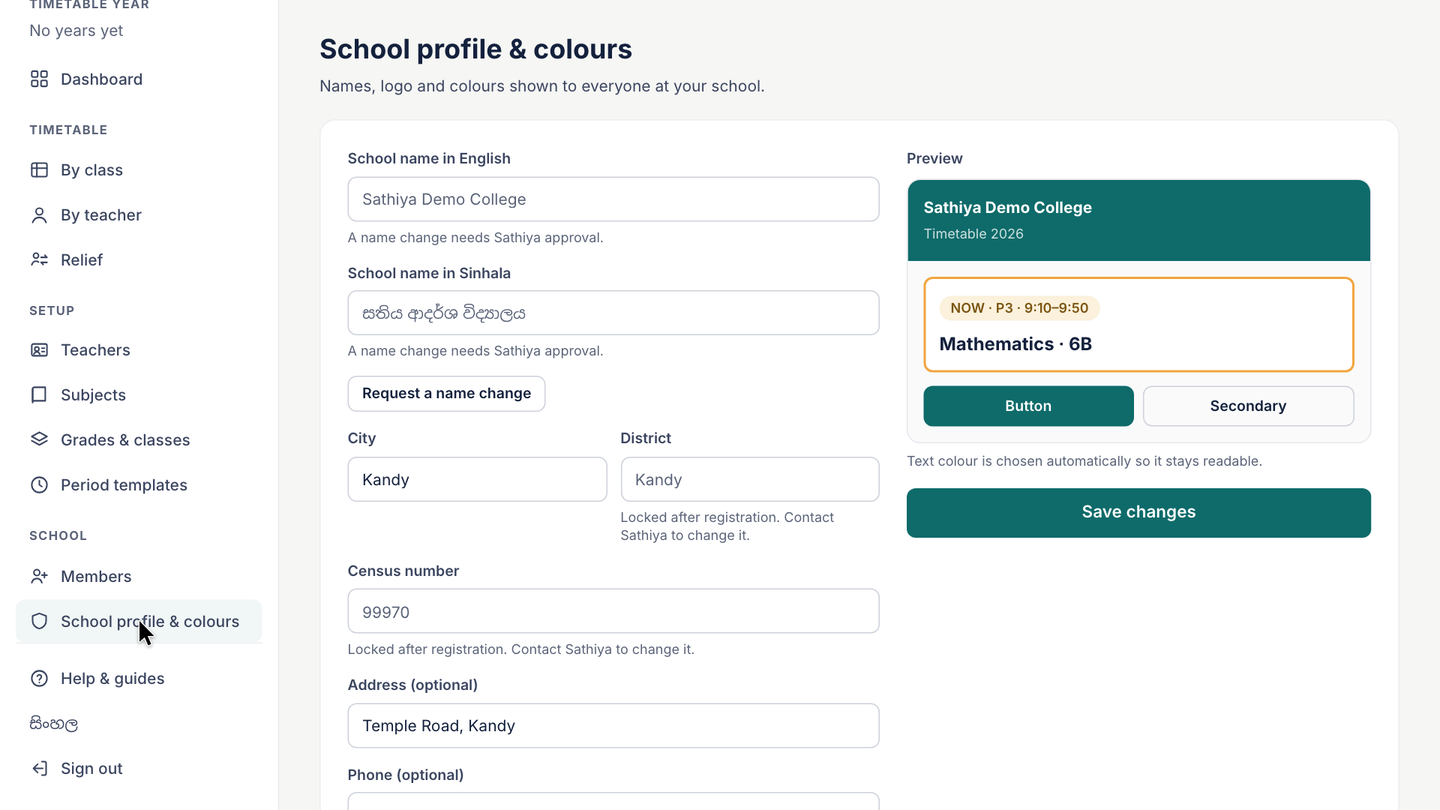 TIMETABLE YEAR
No years yet
Dashboard
TIMETABLE
By class
By teacher
Relief
SETUP
Teachers
Subjects
Grades & classes
Period templates
SCHOOL
Members
School profile & colours
Help & guides
සිංහල
Sign out
School profile & colours
Names, logo and colours shown to everyone at your school.
School name in English
Sathiya Demo College
A name change needs Sathiya approval.
School name in Sinhala
සතිය ආදර්ශ විද්‍යාලය
A name change needs Sathiya approval.
Request a name change
City
District
Kandy
Kandy
Locked after registration. Contact
Sathiya to change it.
Census number
99970
Locked after registration. Contact Sathiya to change it.
Address (optional)
Temple Road, Kandy
Phone (optional)
Preview
Sathiya Demo College
Timetable 2026
NOW · P3 · 9:10–9:50
Mathematics · 6B
Button
Secondary
Text colour is chosen automatically so it stays readable.
Save changes